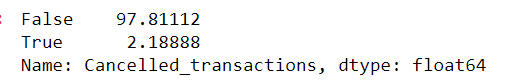 False 97.81112
True 2.18888
Name: Cancelled_transactions, dtype: float64